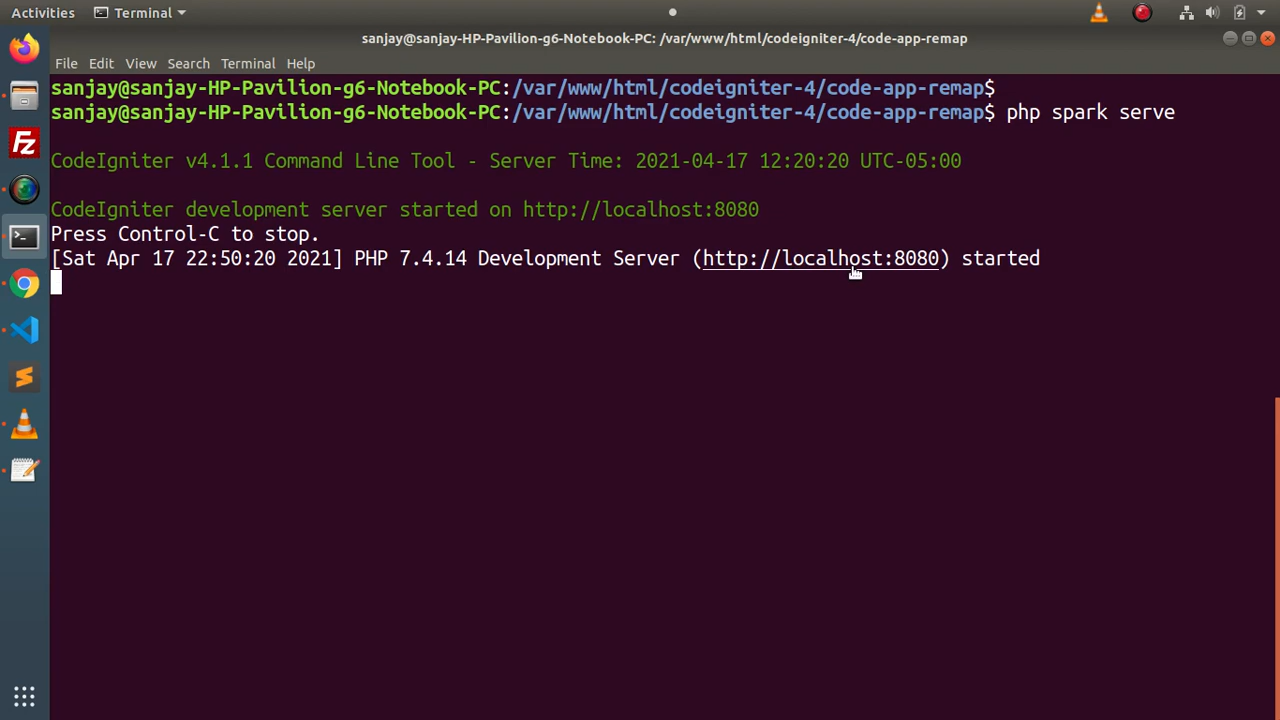 Activities Terminal
sanjay@sanjay-HP-Pavilion-g6-Notebook-PC: /var/www/html/codeigniter-4/code-app-remap
File Edit View Search Terminal Help
sanjay@sanjay-HP-Pavilion-g6-Notebook-PC:/var/www/html/codeigniter-4/code-app-remap$
sanjay@sanjay-HP-Pavilion-g6-Notebook-PC:/var/www/html/codeigniter-4/code-app-remap$ php spark serve
CodeIgniter v4.1.1 Command Line Tool - Server Time: 2021-04-17 12:20:20 UTC-05:00
CodeIgniter development server started on http://localhost:8080
Press Control-C to stop.
[Sat Apr 17 22:50:20 2021] PHP 7.4.14 Development Server (http://localhost:8080) started